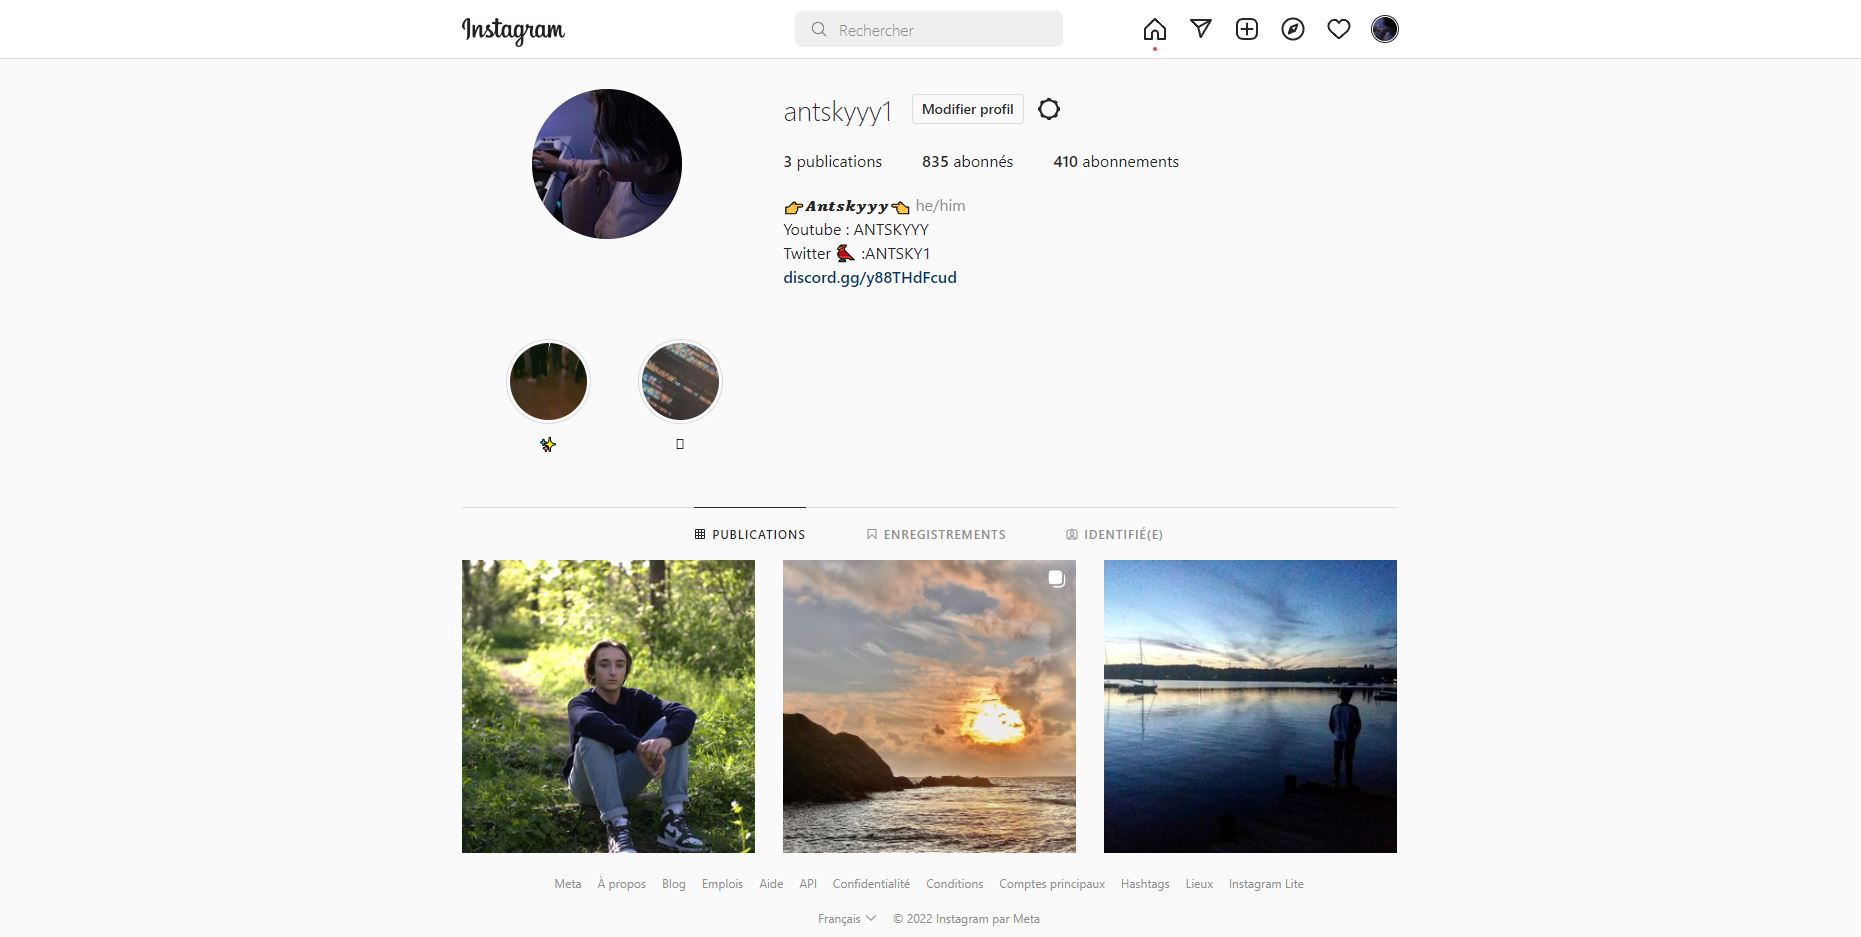 Instagram
Rechercher
antskyyy1 Modifier profil
3 publications 835 abonnés 410 abonnements
👉𝑨𝒏𝒕𝒔𝒌𝒚𝒚𝒚👈 he/him
Youtube : ANTSKYYY
Twitter 🐦 :ANTSKY1
discord.gg/y88THdFcud
✨
PUBLICATIONS ENREGISTREMENTS IDENTIFIÉ(E)
Meta À propos Blog Emplois Aide API Confidentialité Conditions Comptes principaux Hashtags Lieux Instagram Lite
Français © 2022 Instagram par Meta